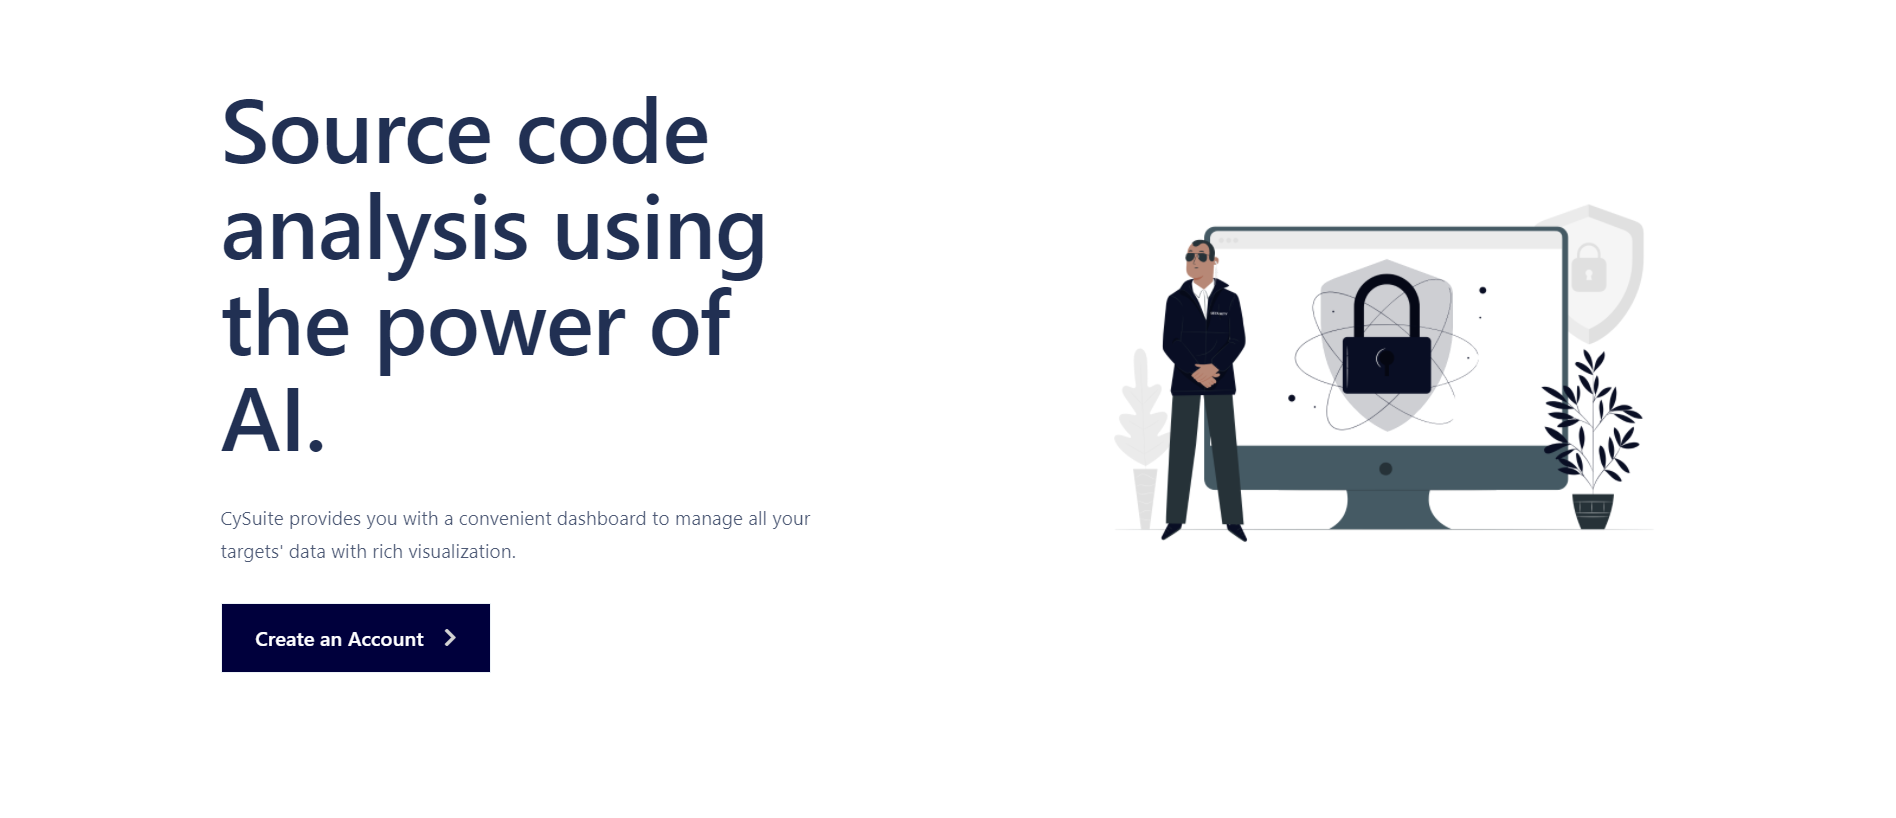 Source code
analysis using
the power of
AI.
CySuite provides you with a convenient dashboard to manage all your
targets' data with rich visualization.
Create an Account
SECURITY